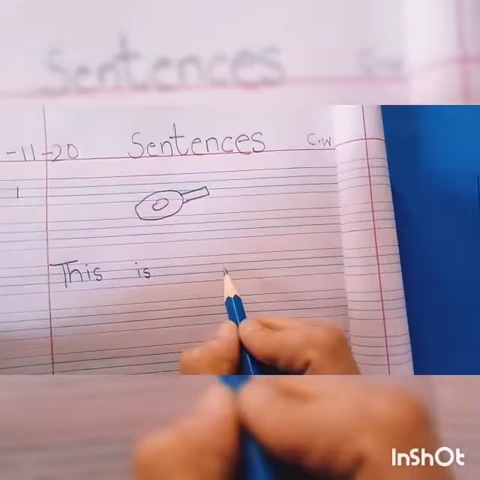 Sentences
-11-20 Sentences C.W
1
This is
InShOt